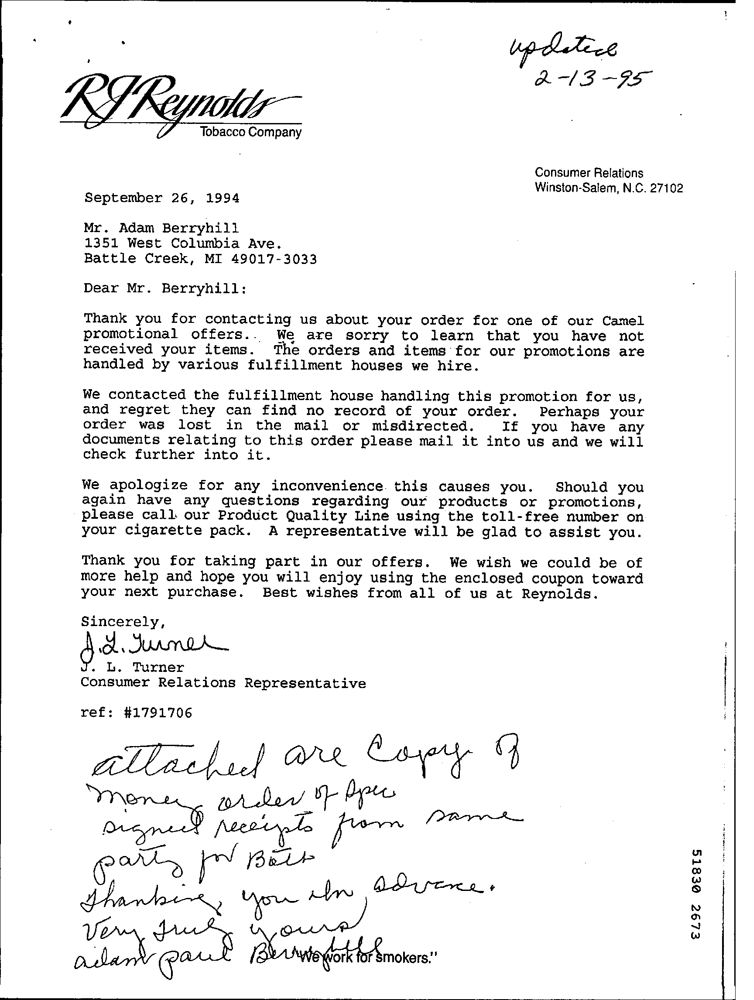 updated
2-13-95
RJReynolds
Tobacco Company
Consumer Relations
Winston-Salem, N.C. 27102
September 26, 1994
Mr. Adam Berryhill
1351 West Columbia Ave.
Battle Creek, MI 49017-3033
Dear Mr. Berryhill:
Thank you for contacting us about your order for one of our Camel
promotional offers.. We are sorry to learn that you have not
received your items. The orders and items for our promotions are
handled by various fulfillment houses we hire.
We contacted the fulfillment house handling this promotion for us,
and regret they can find no record of your order. Perhaps your
order was lost in the mail or misdirected. If you have any
documents relating to this order please mail it into us and we will
check further into it.
We apologize for any inconvenience this causes you. Should you
again have any questions regarding our products or promotions,
please call our Product Quality Line using the toll-free number on
your cigarette pack. A representative will be glad to assist you.
Thank you for taking part in our offers. We wish we could be of
more help and hope you will enjoy using the enclosed coupon toward
your next purchase. Best wishes from all of us at Reynolds.
Sincerely,
J. L. Turner
J. L. Turner
Consumer Relations Representative
ref: #1791706
attached are Copy of
money order of
signed receipts from same
party for Both
Thanking you in advance.
Very Truly yours
adam paul Berryhill
"We work for smokers."
51830 2673